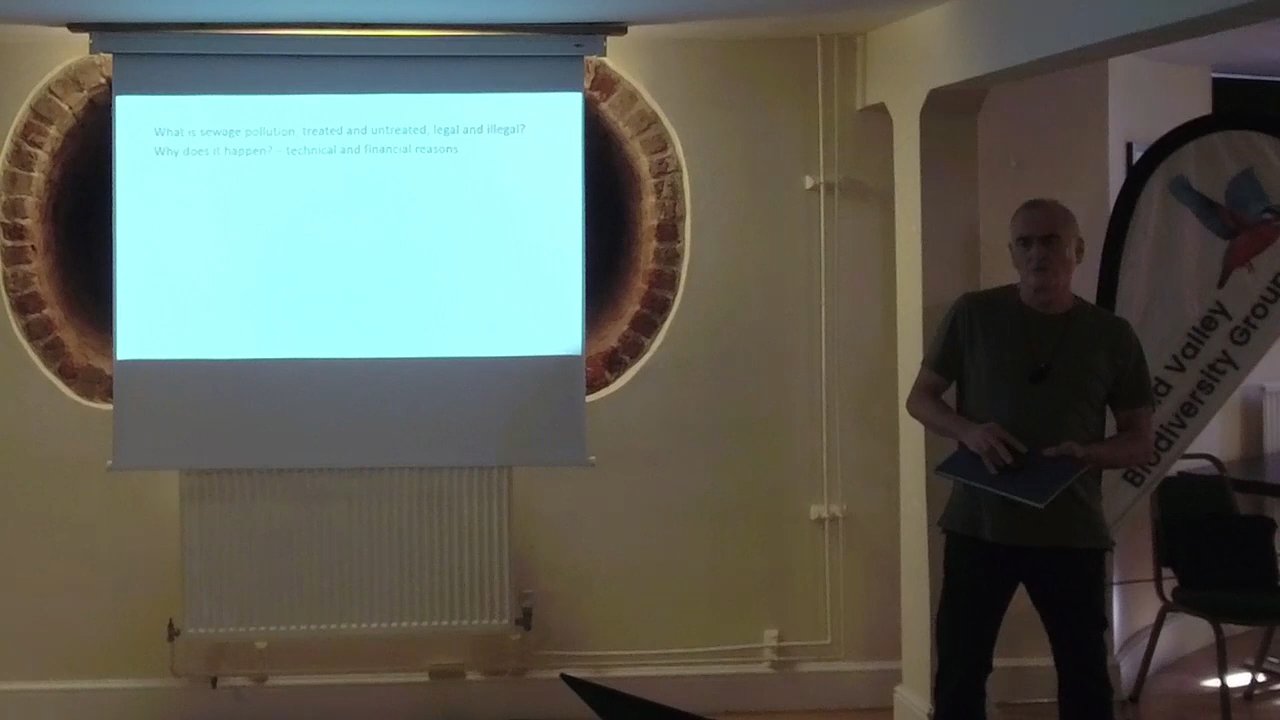 What is sewage pollution, treated and untreated, legal and illegal?
Why does it happen? - technical and financial reasons
Valley
Biodiversity Group